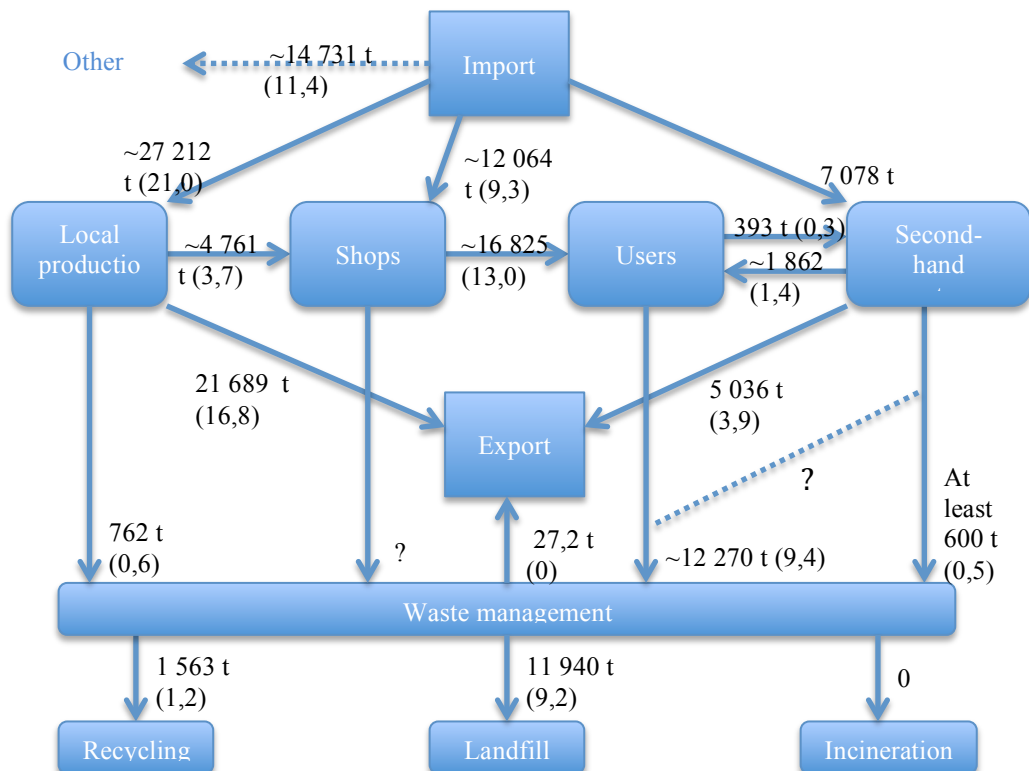 Other
~14 731 t
(11,4)
Import
~27 212
t (21,0)
~12 064
t (9,3)
7 078 t
Local
productio
~4 761
t (3,7)
Shops
~16 825
(13,0)
Users
393 t (0,3)
~1 862
(1,4)
Second-
hand
21 689 t
(16,8)
Export
5 036 t
(3,9)
?
At
least
600 t
(0,5)
762 t
(0,6)
?
27,2 t
(0)
~12 270 t (9,4)
Waste management
1 563 t
(1,2)
11 940 t
(9,2)
0
Recycling
Landfill
Incineration